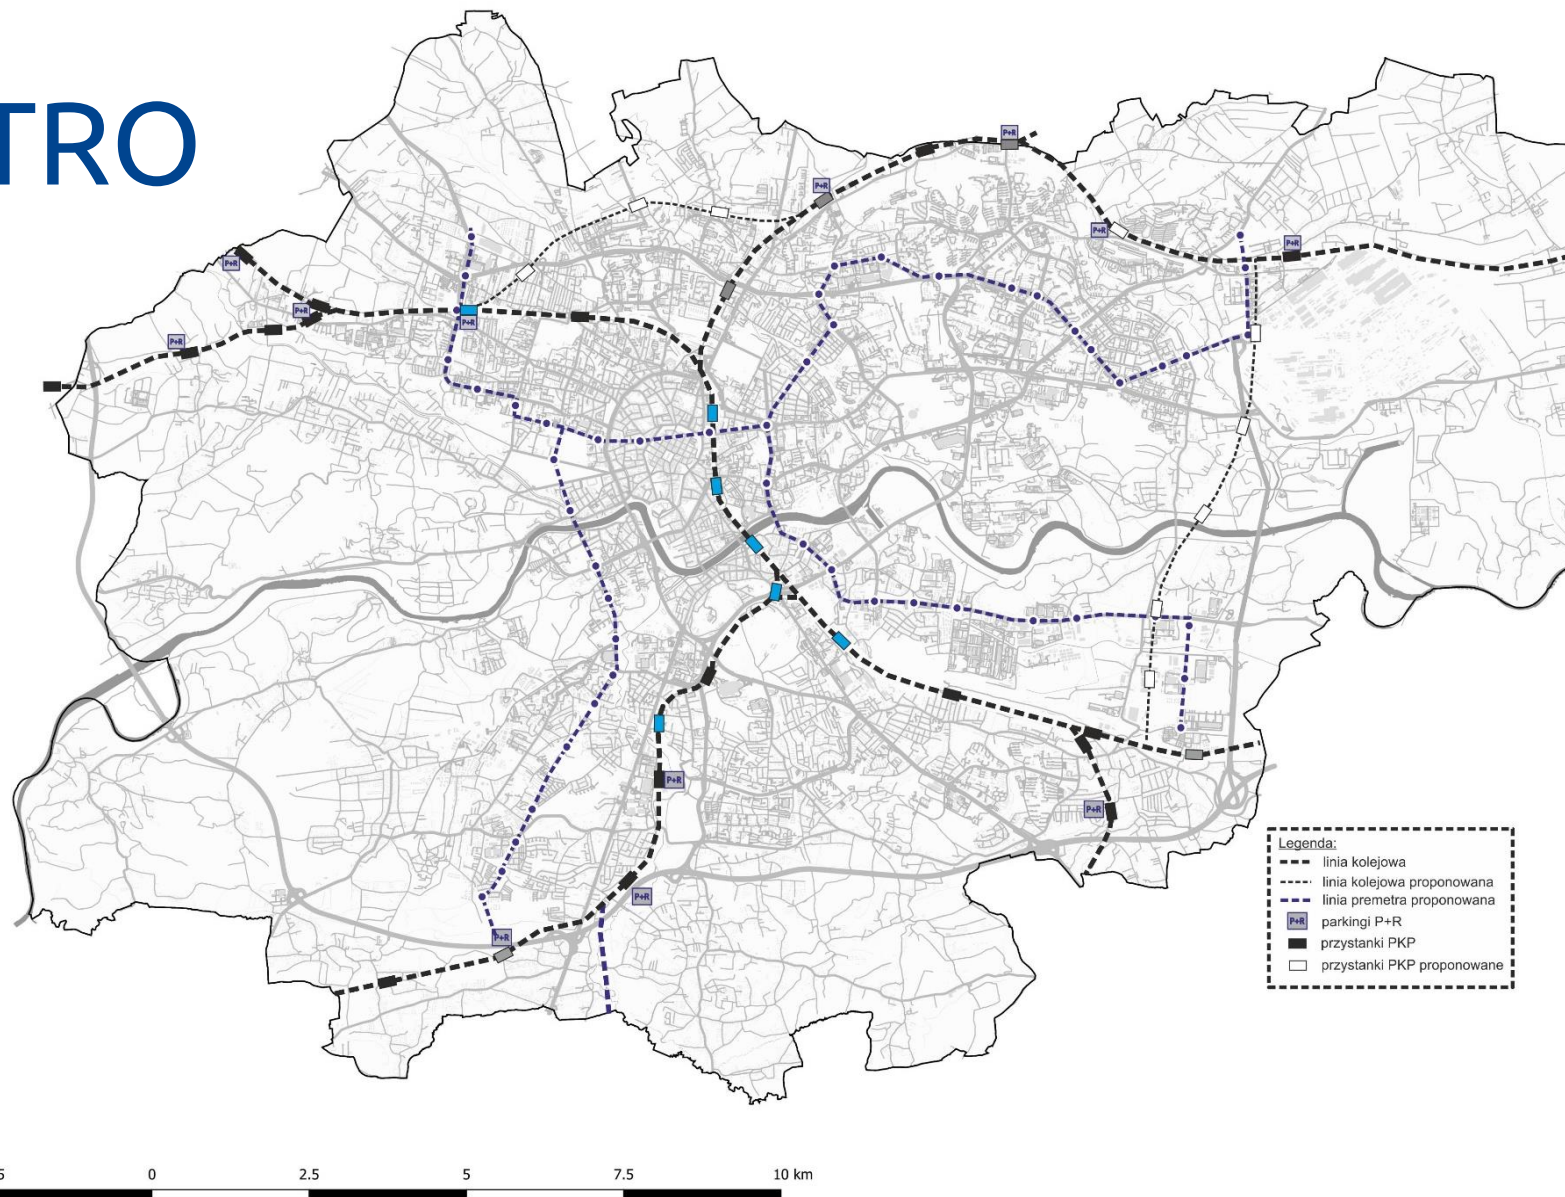 TRO
P+R
P+R
P+R
P+R
P+R
P+R
P+R
P+R
P+R
P+R
P+R
P+R
Legenda:
linia kolejowa
linia kolejowa proponowana
linia premetra proponowana
P+R parkingi P+R
przystanki PKP
przystanki PKP proponowane
5 0 2.5 5 7.5 10 km